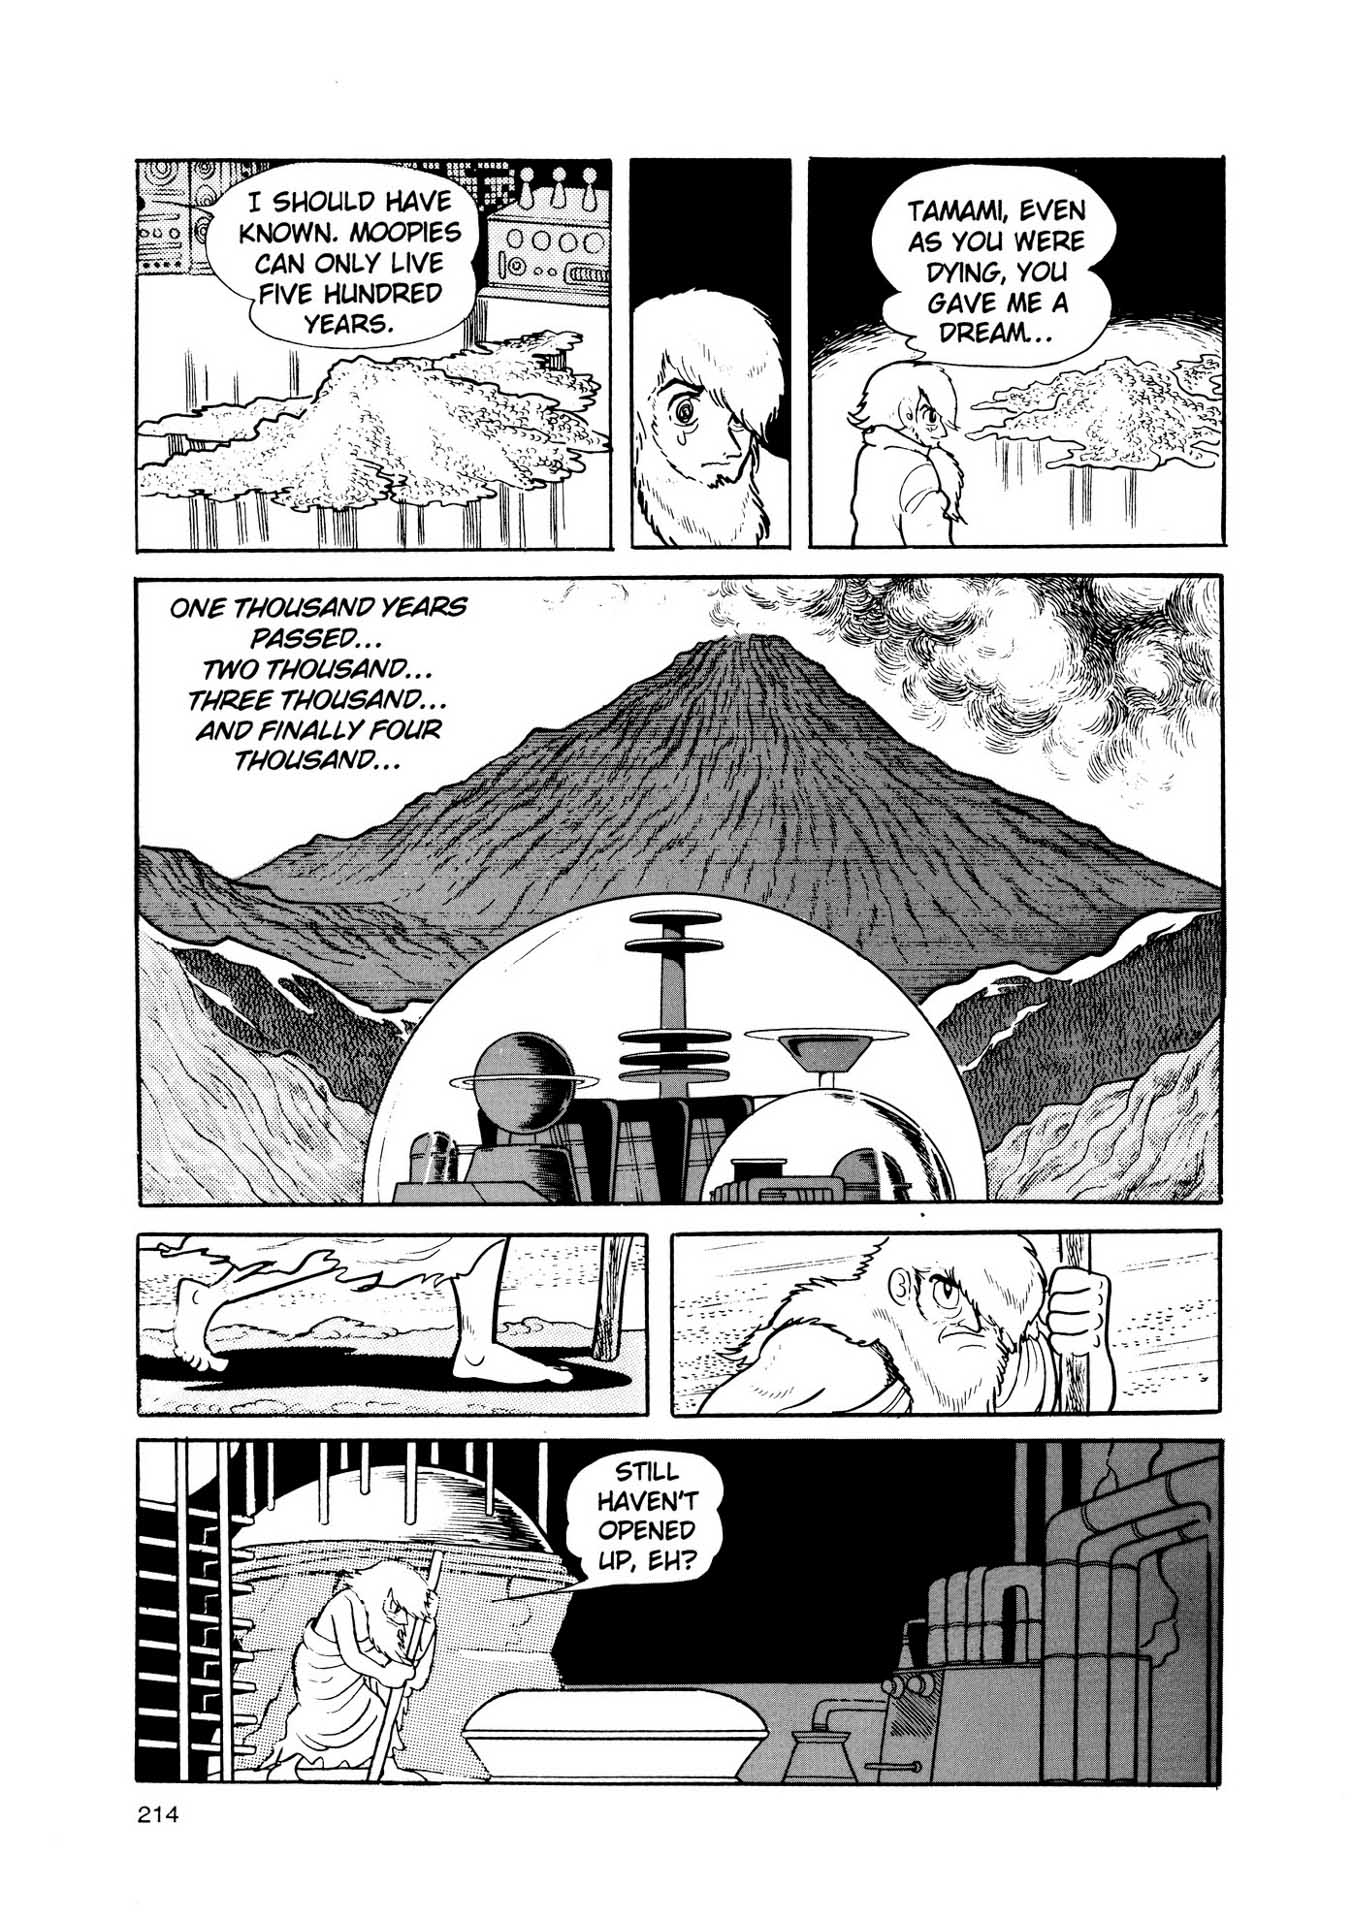 I SHOULD HAVE
KNOWN. MOOPIES
CAN ONLY LIVE
FIVE HUNDRED
YEARS.
TAMAMI, EVEN
AS YOU WERE
DYING, YOU
GAVE ME A
DREAM...
ONE THOUSAND YEARS
PASSED...
TWO THOUSAND...
THREE THOUSAND...
AND FINALLY FOUR
THOUSAND...
STILL
HAVEN'T
OPENED
UP, EH?
214